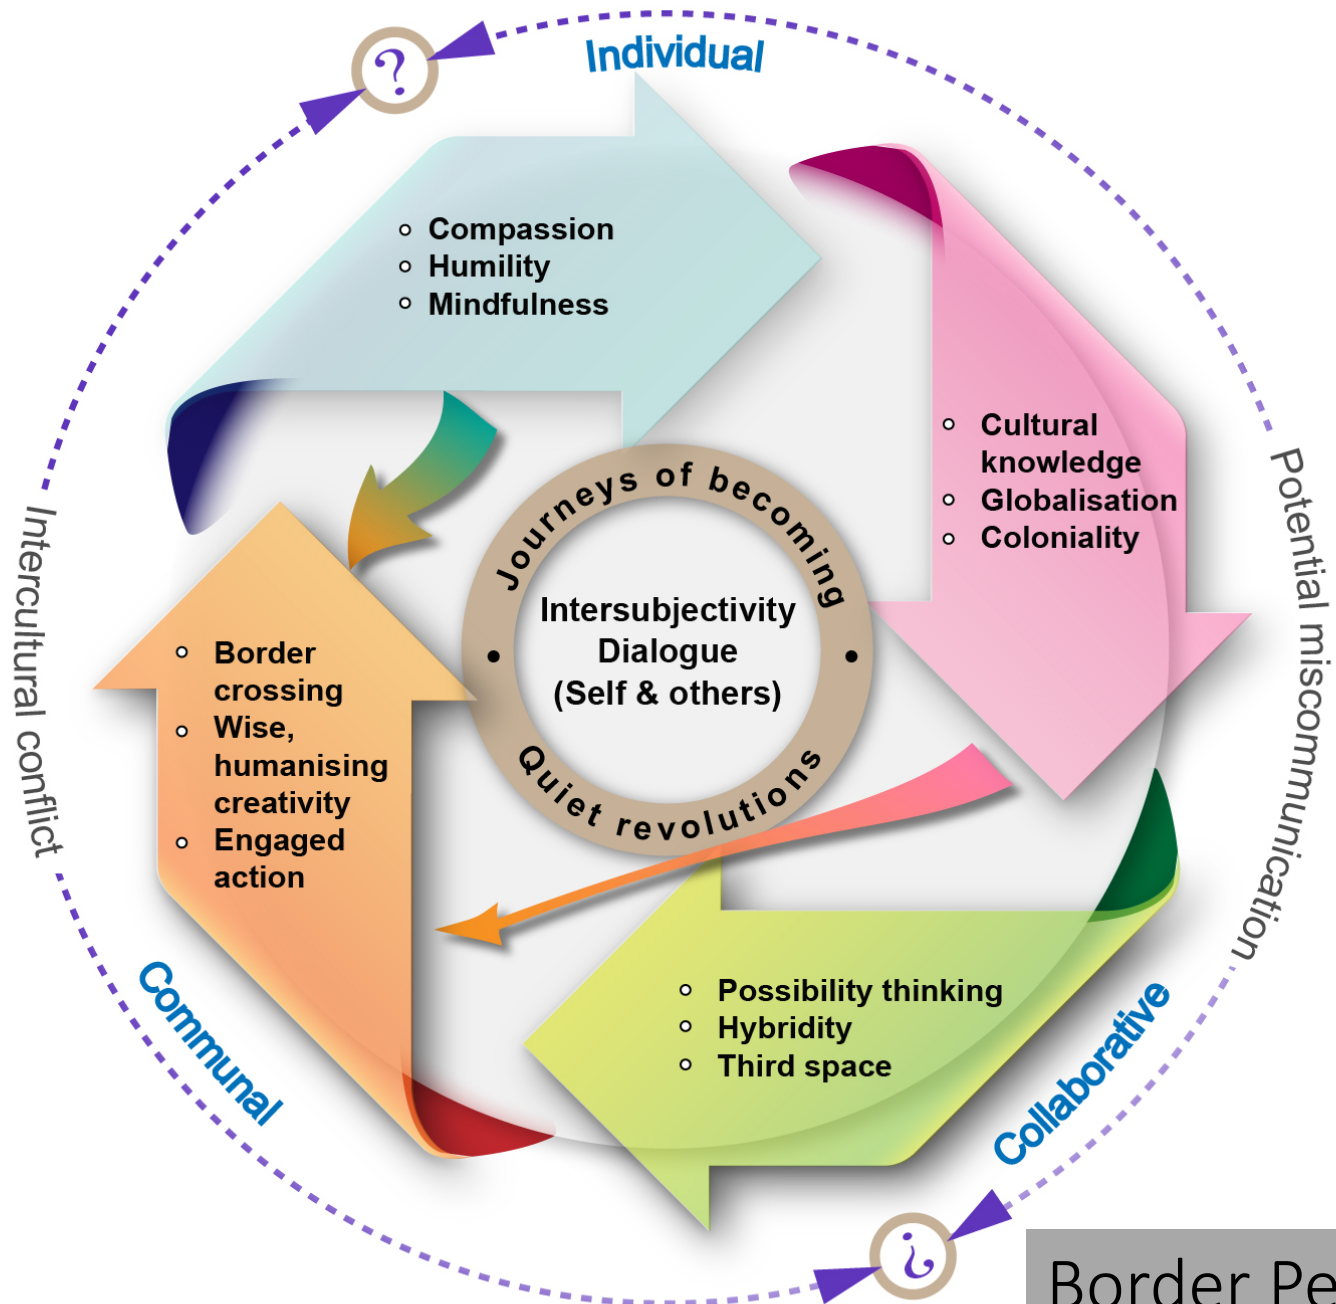 ?
Individual
Compassion
Humility
Mindfulness
Cultural
knowledge
Globalisation
Coloniality
Potential miscommunication
Intercultural conflict
Journeys of becoming
Intersubjectivity
Dialogue
(Self & others)
Quiet revolutions
Border
crossing
Wise,
humanising
creativity
Engaged
action
Possibility thinking
Hybridity
Third space
Communal
Collaborative
¿
Border Pe